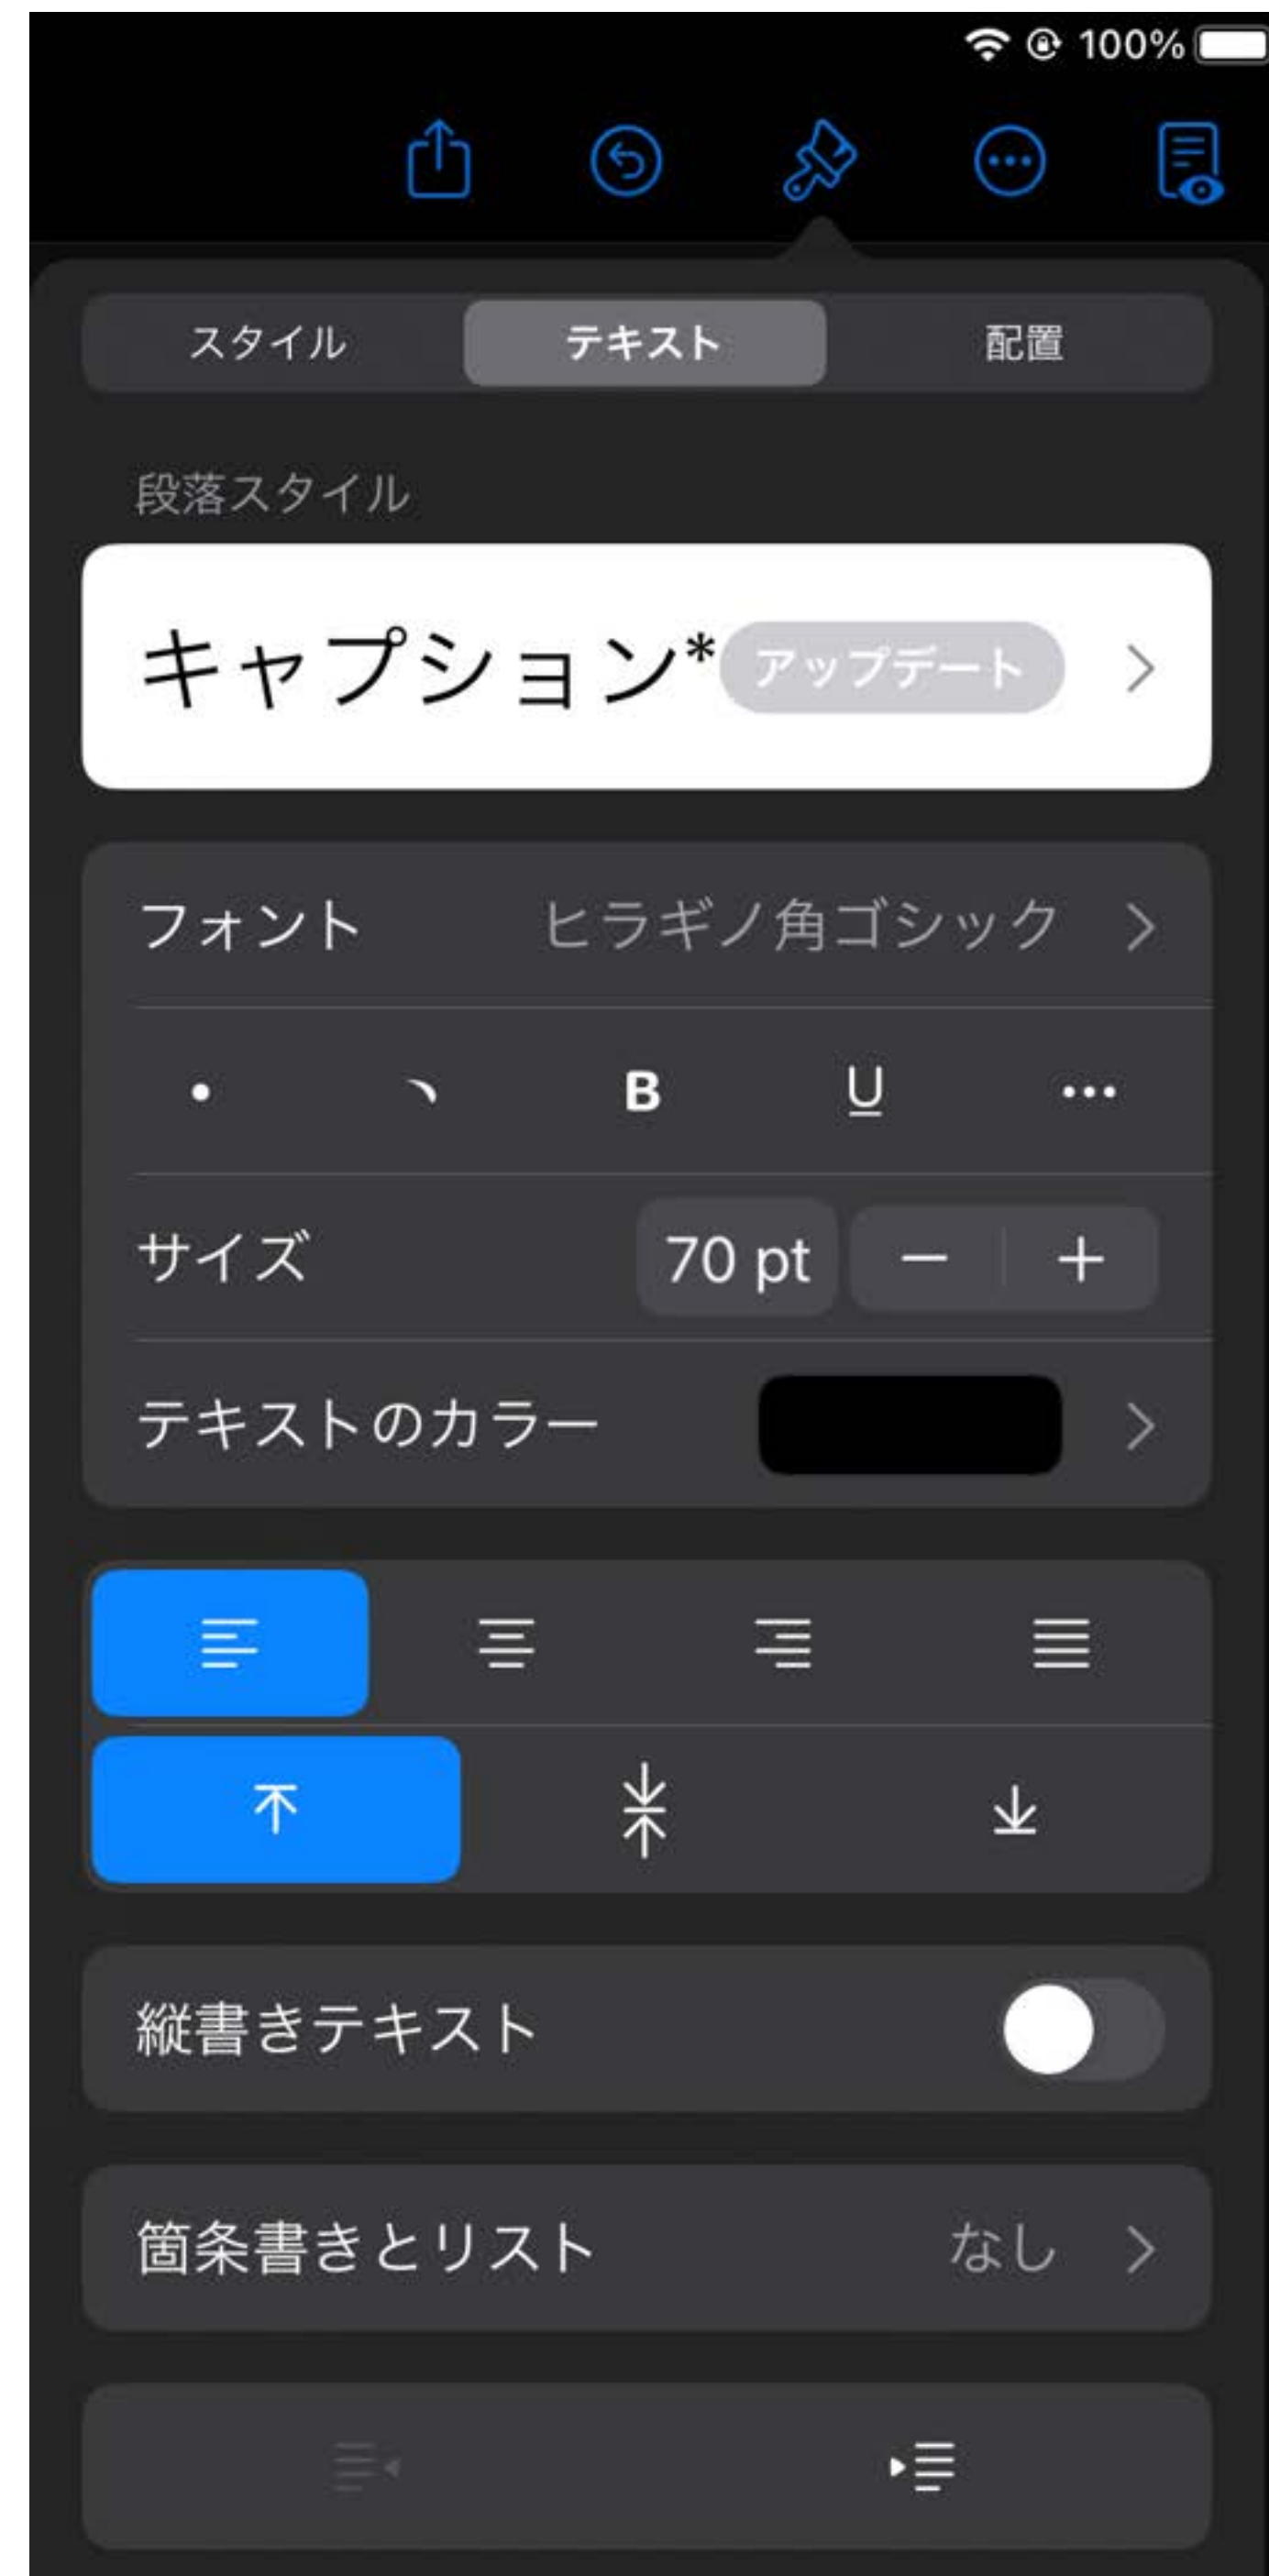 100%
スタイル テキスト 配置
段落スタイル
キャプション* アップデート
フォント ヒラギノ角ゴシック
• ヽ B U •••
サイズ 70 pt − +
テキストのカラー
縦書きテキスト
箇条書きとリスト なし